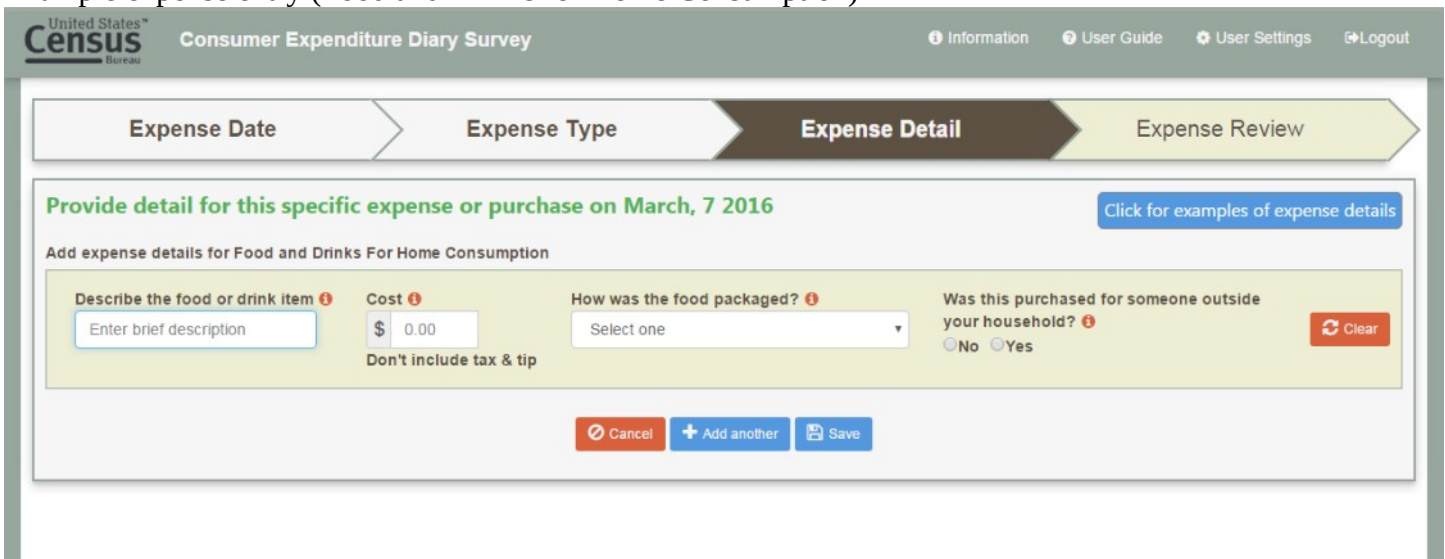 United States™
Census
Bureau
Consumer Expenditure Diary Survey
Information
User Guide
User Settings
Logout
Expense Date
Expense Type
Expense Detail
Expense Review
Provide detail for this specific expense or purchase on March, 7 2016
Click for examples of expense details
Add expense details for Food and Drinks For Home Consumption
Describe the food or drink item
Enter brief description
Cost
$ 0.00
Don't include tax & tip
How was the food packaged?
Select one
Was this purchased for someone outside
your household?
No Yes
Clear
Cancel
Add another
Save